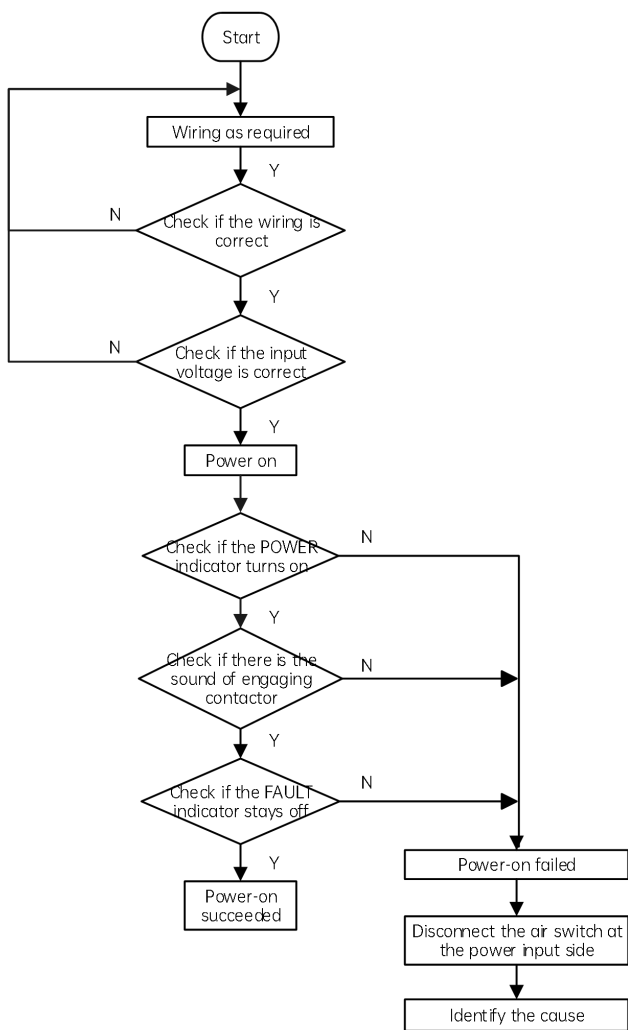 Start
Wiring as required
Y
N
Check if the wiring is
correct
Y
N
Check if the input
voltage is correct
Y
Power on
Check if the POWER
indicator turns on
N
Y
Check if there is the
sound of engaging
contactor
N
Y
Check if the FAULT
indicator stays off
N
Y
Power-on failed
Power-on
succeeded
Disconnect the air switch at
the power input side
Identify the cause